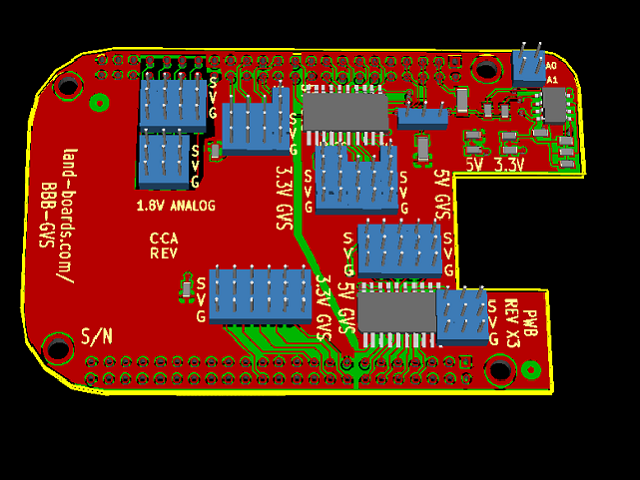 A0
A1
S
V
G
S
V
G
S
V
G
5V 3.3V
land-boards.com/
BBB-GVS
1.8V ANALOG
3.3V GVS
S
V
G
S
V
G
5V GVS
CCA
REV
S
V
G
S
V
G
S
V
G
3.3V GVS
5V GVS
S
V
G
PWB
REV X3
S/N